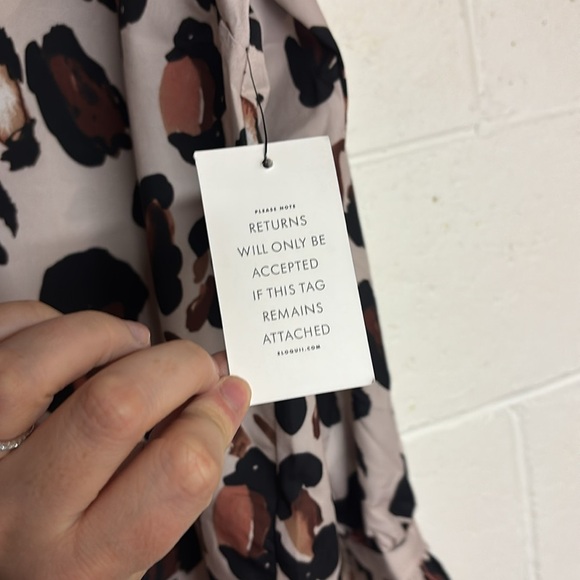 PLEASE NOTE
RETURNS
WILL ONLY BE
ACCEPTED
IF THIS TAG
REMAINS
ATTACHED
ELOQUII.COM